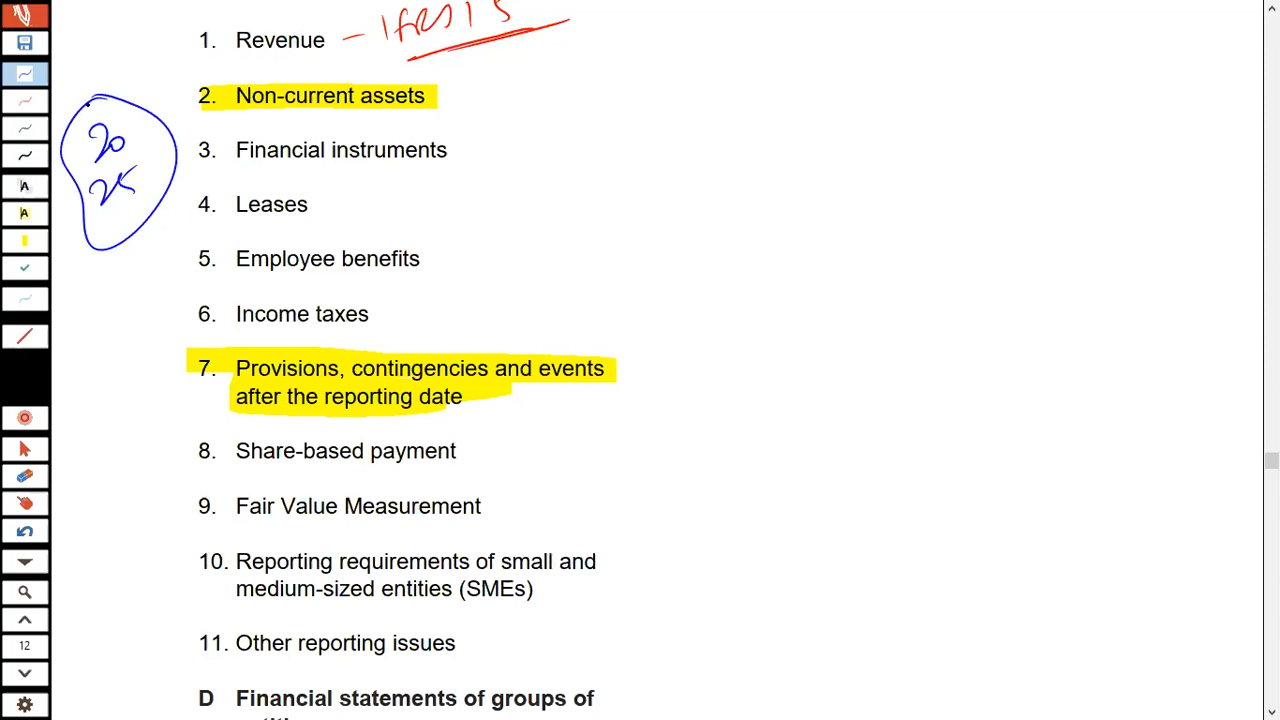 1. Revenue – IFRS 15
2. Non-current assets
20
3. Financial instruments
25
4. Leases
5. Employee benefits
6. Income taxes
7. Provisions, contingencies and events
after the reporting date
8. Share-based payment
9. Fair Value Measurement
10. Reporting requirements of small and
medium-sized entities (SMEs)
11. Other reporting issues
12
D Financial statements of groups of